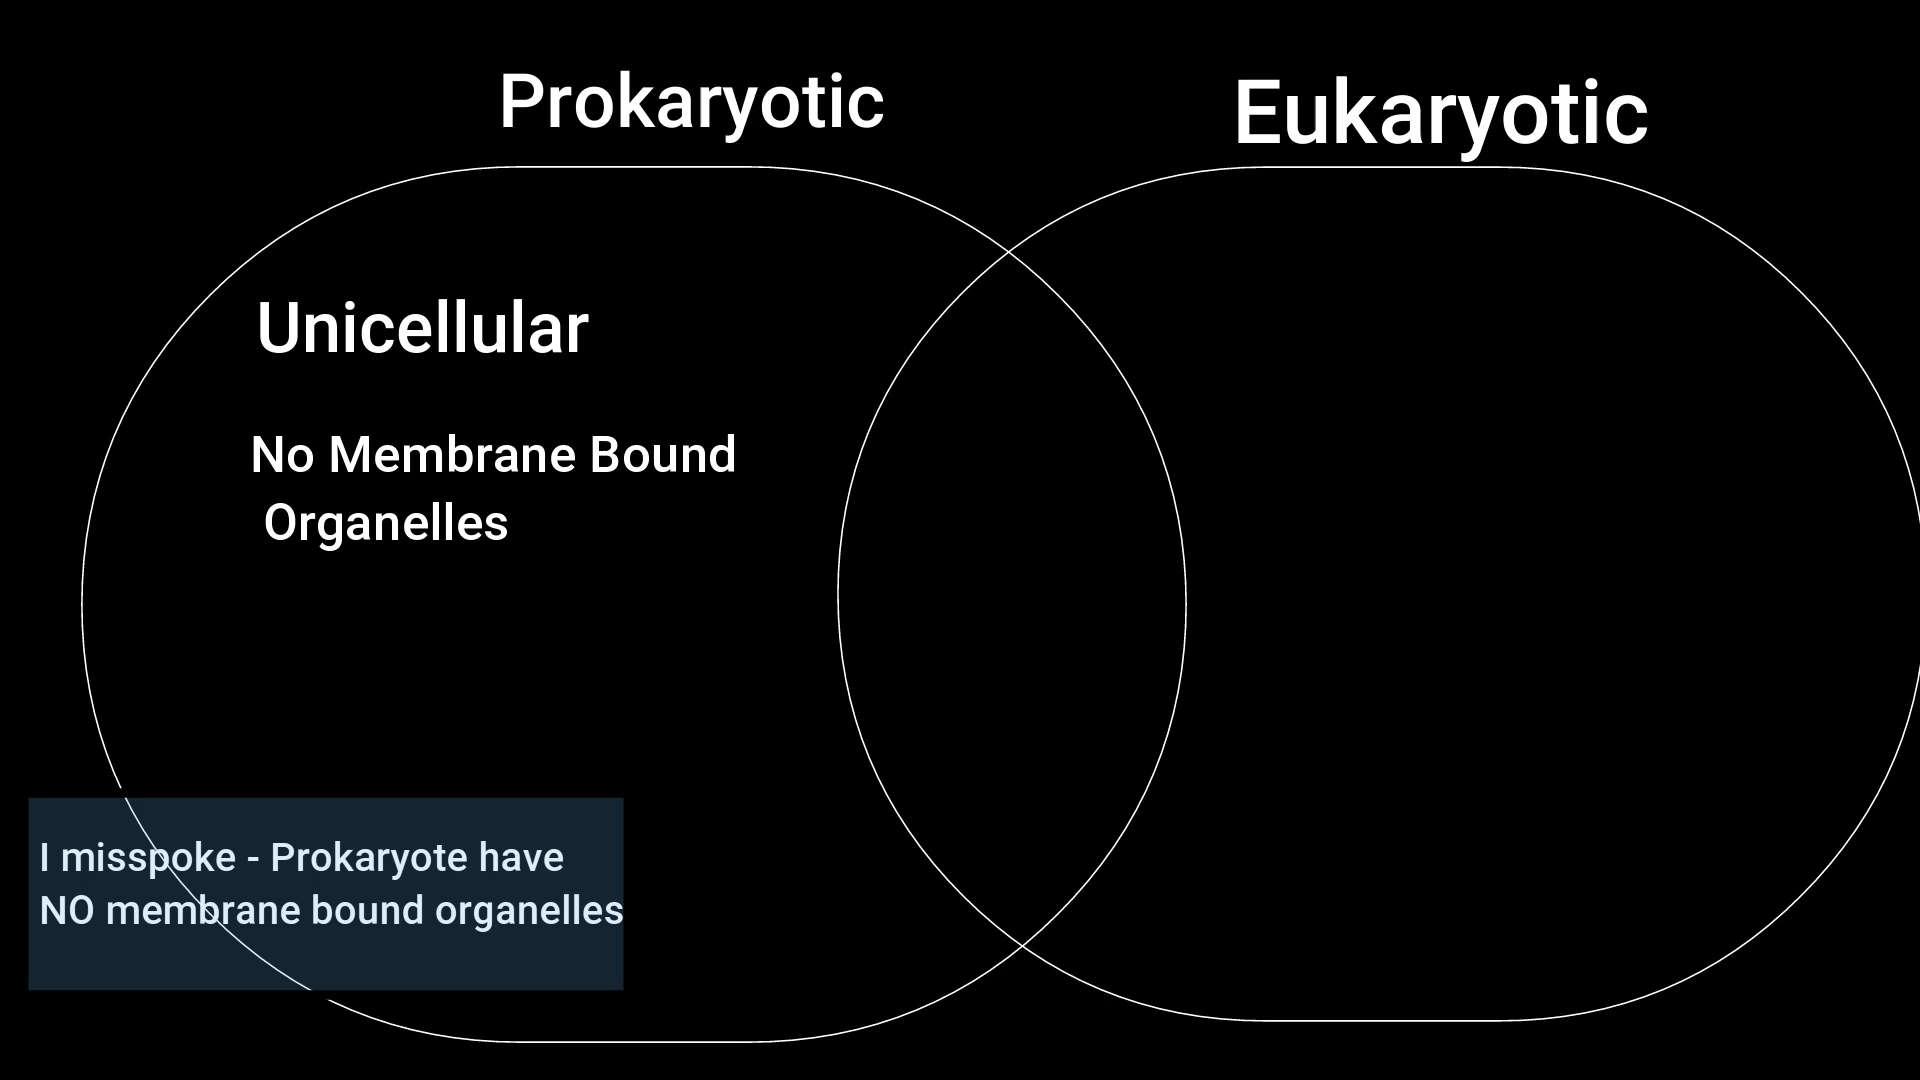 Prokaryotic
Eukaryotic
Unicellular
No Membrane Bound
Organelles
I misspoke - Prokaryote have
NO membrane bound organelles